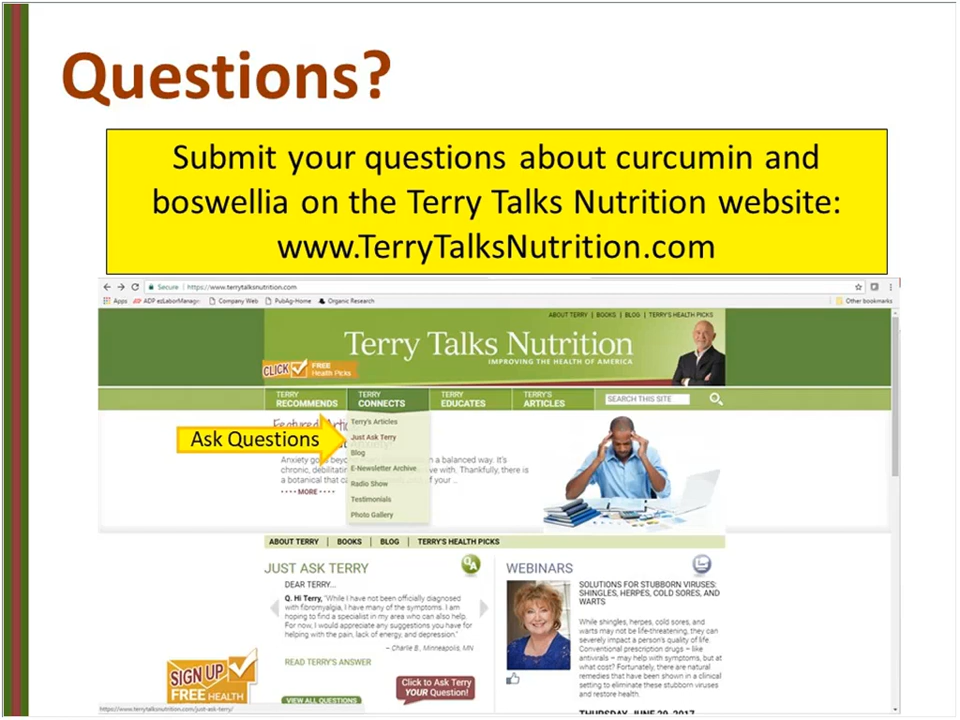 Questions?
Submit your questions about curcumin and
boswellia on the Terry Talks Nutrition website:
www.TerryTalksNutrition.com
Secure | https://www.terrytalksnutrition.com
Apps ADP ezLaborManag Company Web PubAg-Home Organic Research Other bookmarks
ABOUT TERRY | BOOKS | BLOG | TERRY'S HEALTH PICKS
Terry Talks Nutrition
IMPROVING THE HEALTH OF AMERICA
CLICK FREE
Health Picks
TERRY RECOMMENDS
TERRY CONNECTS
TERRY EDUCATES
TERRY'S ARTICLES
SEARCH THIS SITE
Featured Artic
Ask Questions
Terry's Articles
Just Ask Terry
Blog
E-Newsletter Archive
Radio Show
Testimonials
Photo Gallery
Anxiety goes bey in a balanced way. It's
chronic, debilitati ve with. Thankfully, there is
a botanical that ca of your ...
MORE
ABOUT TERRY | BOOKS | BLOG | TERRY'S HEALTH PICKS
JUST ASK TERRY
Q&A
DEAR TERRY...
Q. Hi Terry, "While I have not been officially diagnosed
with fibromyalgia, I have many of the symptoms. I am
hoping to find a specialist in my area who can also help.
For now, I would appreciate any suggestions you have for
helping with the pain, lack of energy, and depression."
– Charlie B., Minneapolis, MN
READ TERRY'S ANSWER
SIGN UP
FREE HEALTH
VIEW ALL QUESTIONS
Click to Ask Terry
YOUR Question!
https://www.terrytalksnutrition.com/just-ask-terry/
WEBINARS
SOLUTIONS FOR STUBBORN VIRUSES:
SHINGLES, HERPES, COLD SORES, AND
WARTS
While shingles, herpes, cold sores, and
warts may not be life-threatening, they can
severely impact a person's quality of life.
Conventional prescription drugs – like
antivirals – may help with symptoms, but at
what cost? Fortunately, there are natural
remedies that have been shown in a clinical
setting to eliminate these stubborn viruses
and restore health.
THURSDAY, JUNE 29, 2017